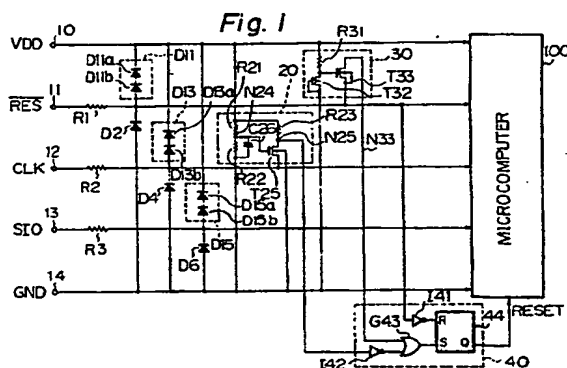 Fig. 1
VDD 10
D11a D11
D11b
R31
30
100
R21
20
T33
T32
RES 11
R1
D2
D13 D13a
N24
C26
R23
N25
N33
CLK 12
R2
D4
D13b
R22
T25
D15a
D15b
SIO 13
R3
D6
D15
GND 14
MICROCOMPUTER
RESET
I41
G43
R
S
Q
44
I42
40